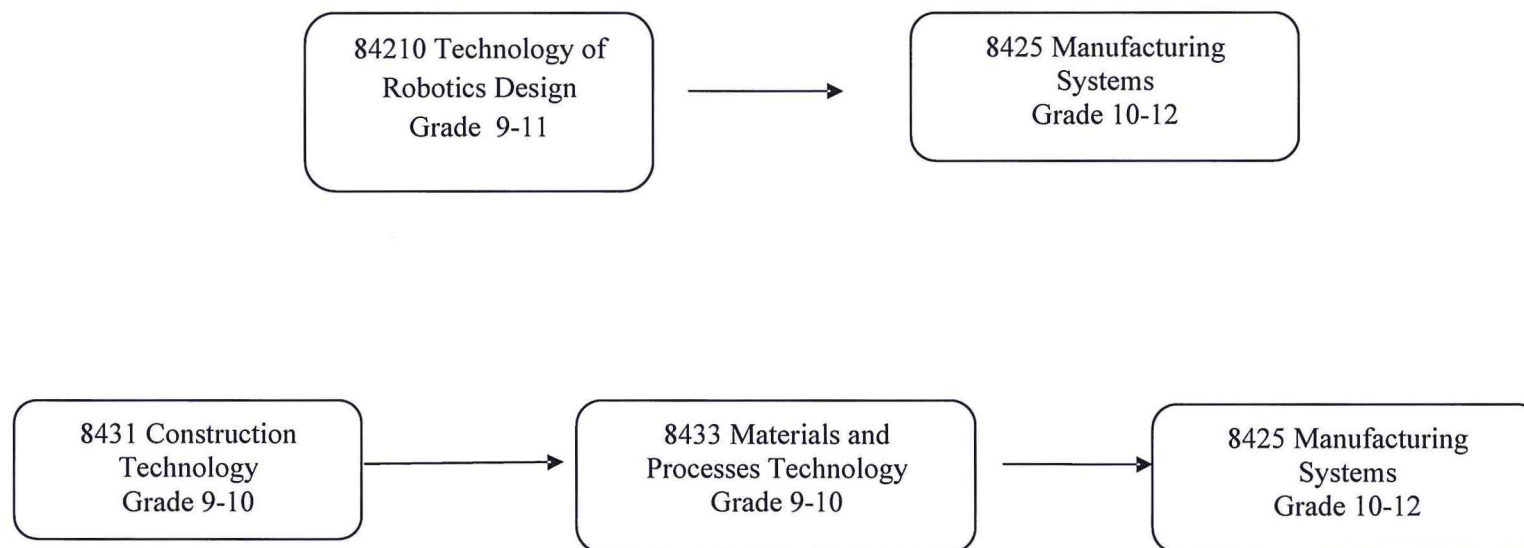 84210 Technology of
Robotics Design
Grade 9-11
8425 Manufacturing
Systems
Grade 10-12
8431 Construction
Technology
Grade 9-10
8433 Materials and
Processes Technology
Grade 9-10
8425 Manufacturing
Systems
Grade 10-12